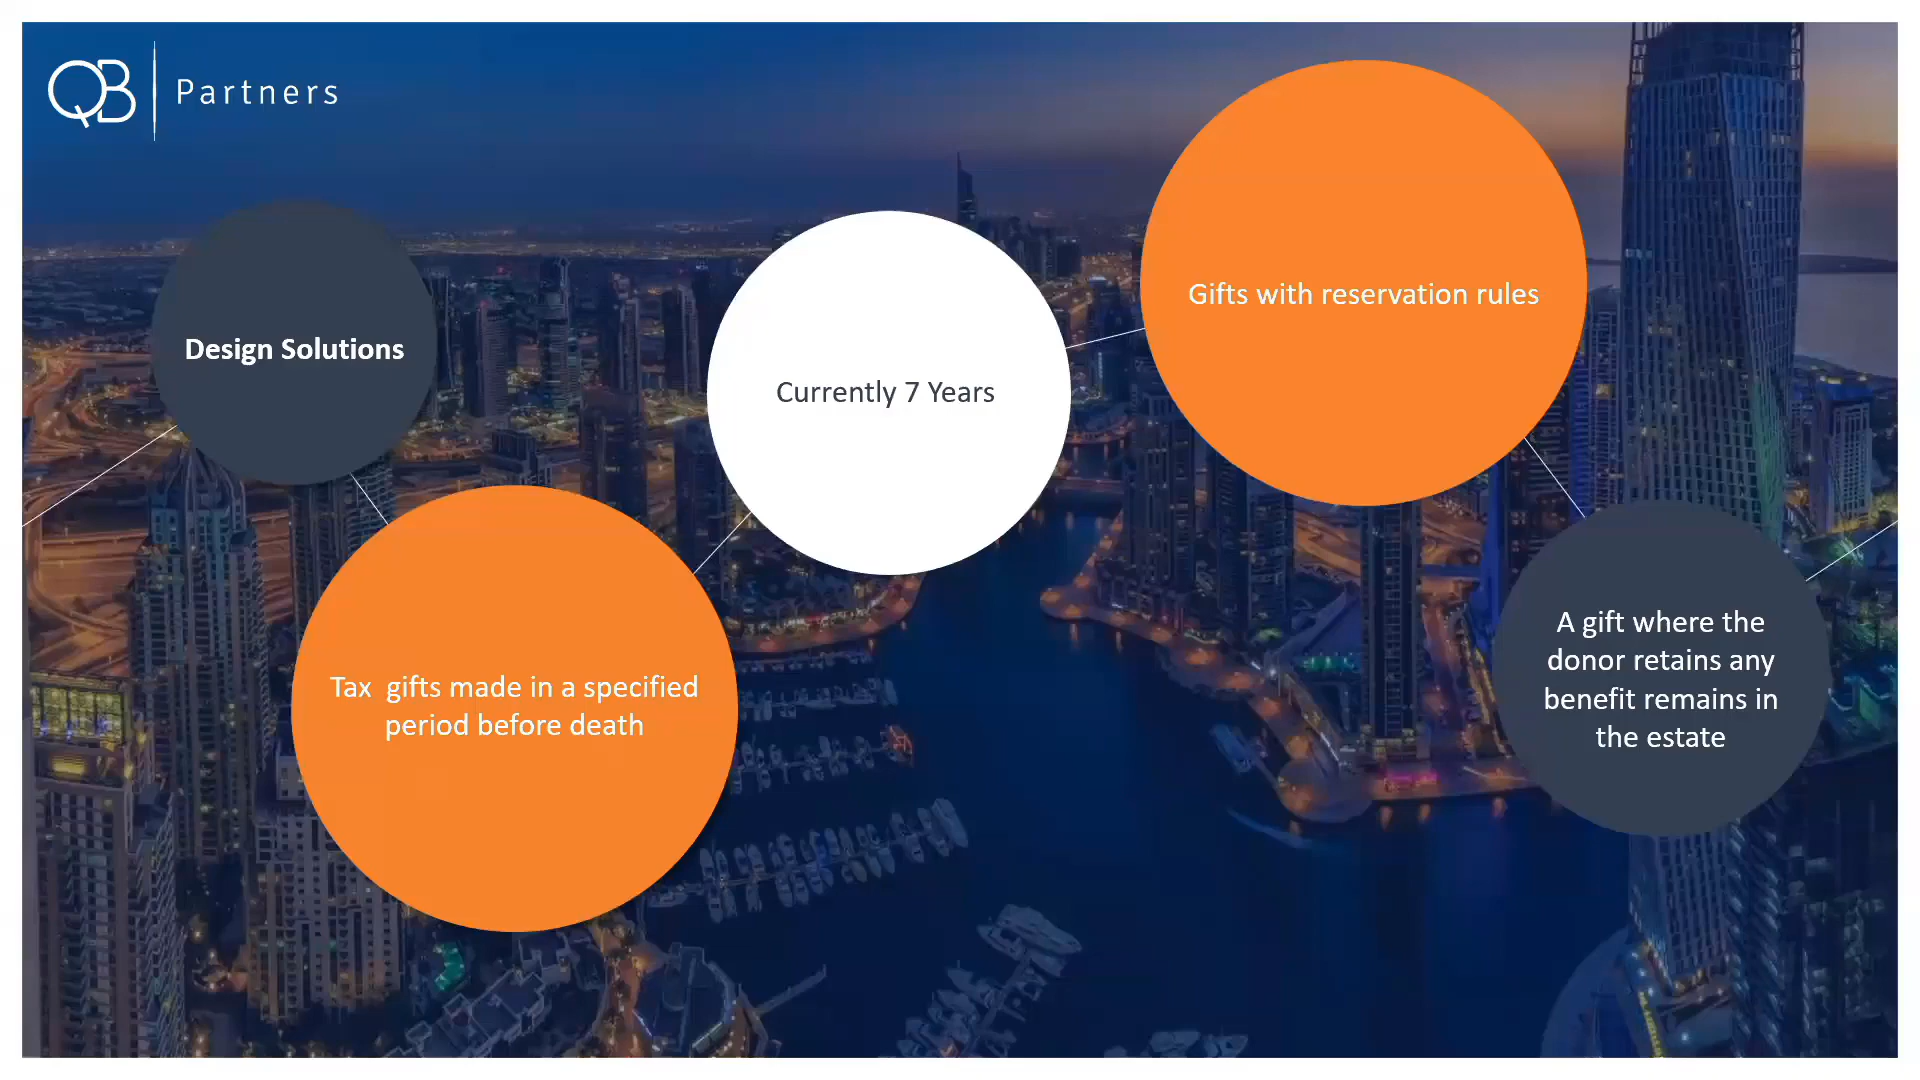 QB Partners
Design Solutions
Tax gifts made in a specified
period before death
Currently 7 Years
Gifts with reservation rules
A gift where the
donor retains any
benefit remains in
the estate